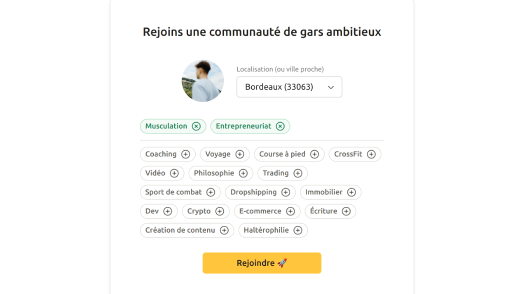 Rejoins une communauté de gars ambitieux
Localisation (ou ville proche)
Bordeaux (33063)
Musculation Entrepreneuriat
Coaching Voyage Course à pied CrossFit
Vidéo Philosophie Trading
Sport de combat Dropshipping Immobilier
Dev Crypto E-commerce Écriture
Création de contenu Haltérophilie
Rejoindre 🚀